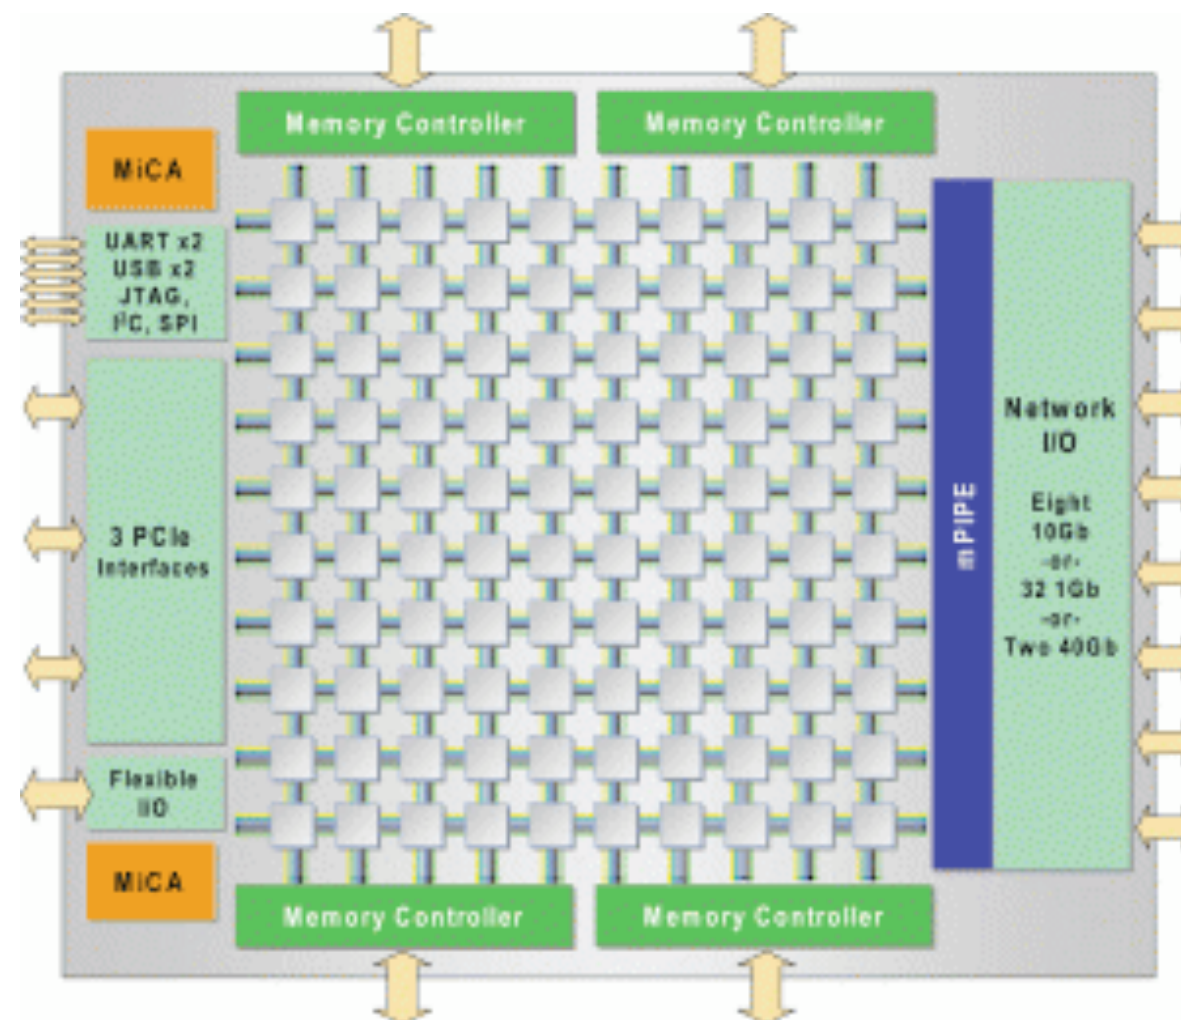 Memory Controller
Memory Controller
MiCA
UART x2
USB x2
JTAG,
I²C, SPI
3 PCIe
Interfaces
Flexible
I/O
MiCA
mPIPE
Network
I/O
Eight
10Gb
-or-
32 1Gb
-or-
Two 40Gb
Memory Controller
Memory Controller